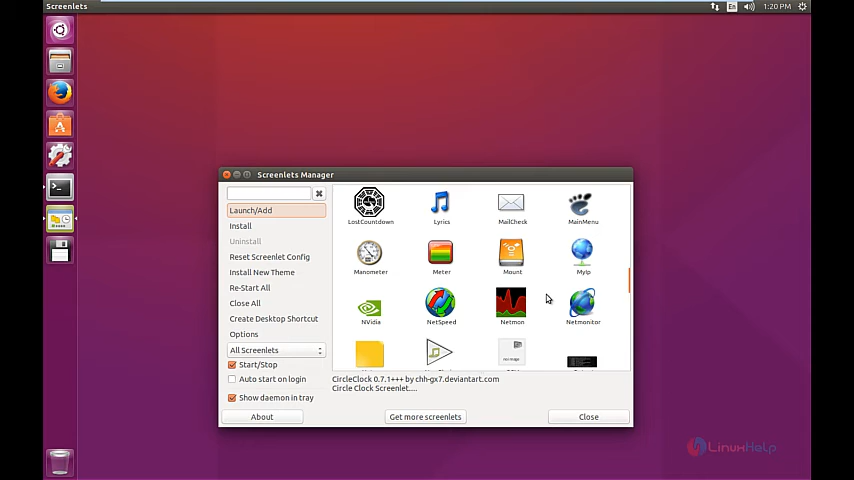 Screenlets
En
1:20 PM
Screenlets Manager
Launch/Add
Install
Uninstall
Reset Screenlet Config
Install New Theme
Re-Start All
Close All
Create Desktop Shortcut
Options
All Screenlets
Start/Stop
Auto start on login
Show daemon in tray
LostCountdown
Lyrics
MailCheck
MainMenu
Manometer
Meter
Mount
MyIp
NVidia
NetSpeed
Netmon
Netmonitor
CircleClock 0.7.1+++ by chh-gx7.deviantart.com
Circle Clock Screenlet....
About
Get more screenlets
Close
LinuxHelp